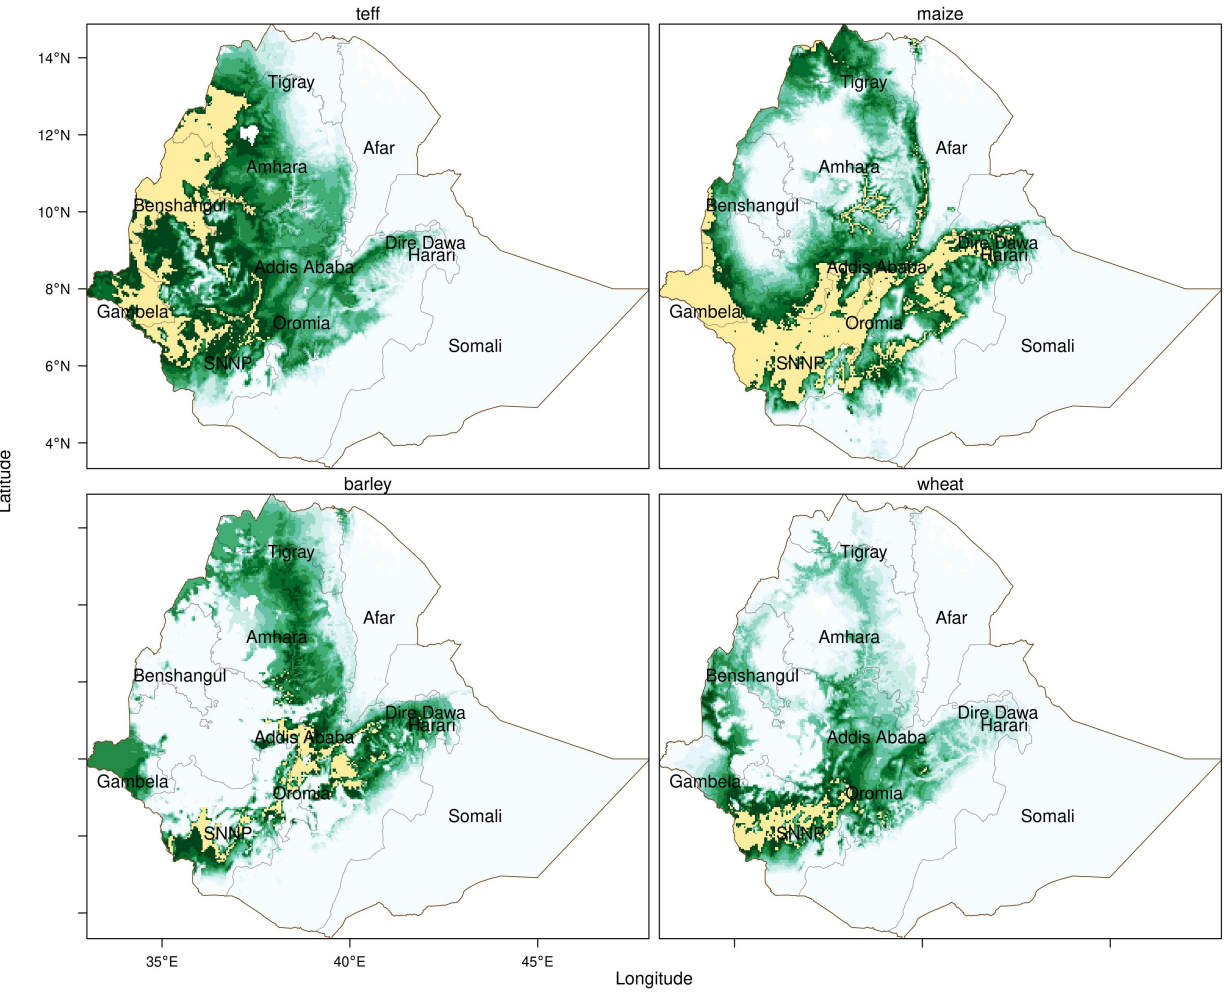 teff
maize
14°N
12°N
10°N
8°N
6°N
4°N
Tigray
Afar
Amhara
Benshangul
Dire Dawa
Harari
Addis Ababa
Gambela
Oromia
Somali
SNNP
Tigray
Afar
Amhara
Benshangul
Dire Dawa
Harari
Addis Ababa
Gambela
Oromia
Somali
SNNP
Latitude
barley
wheat
Tigray
Afar
Amhara
Benshangul
Dire Dawa
Harari
Addis Ababa
Gambela
Oromia
Somali
SNNP
Tigray
Afar
Amhara
Benshangul
Dire Dawa
Harari
Addis Ababa
Gambela
Oromia
Somali
SNNP
35°E
40°E
45°E
Longitude